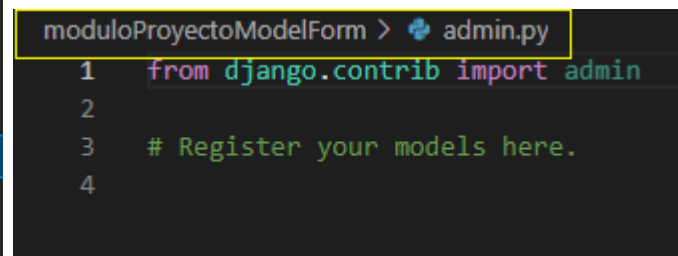 moduloProyectoModelForm > admin.py
1 from django.contrib import admin
2
3 # Register your models here.
4